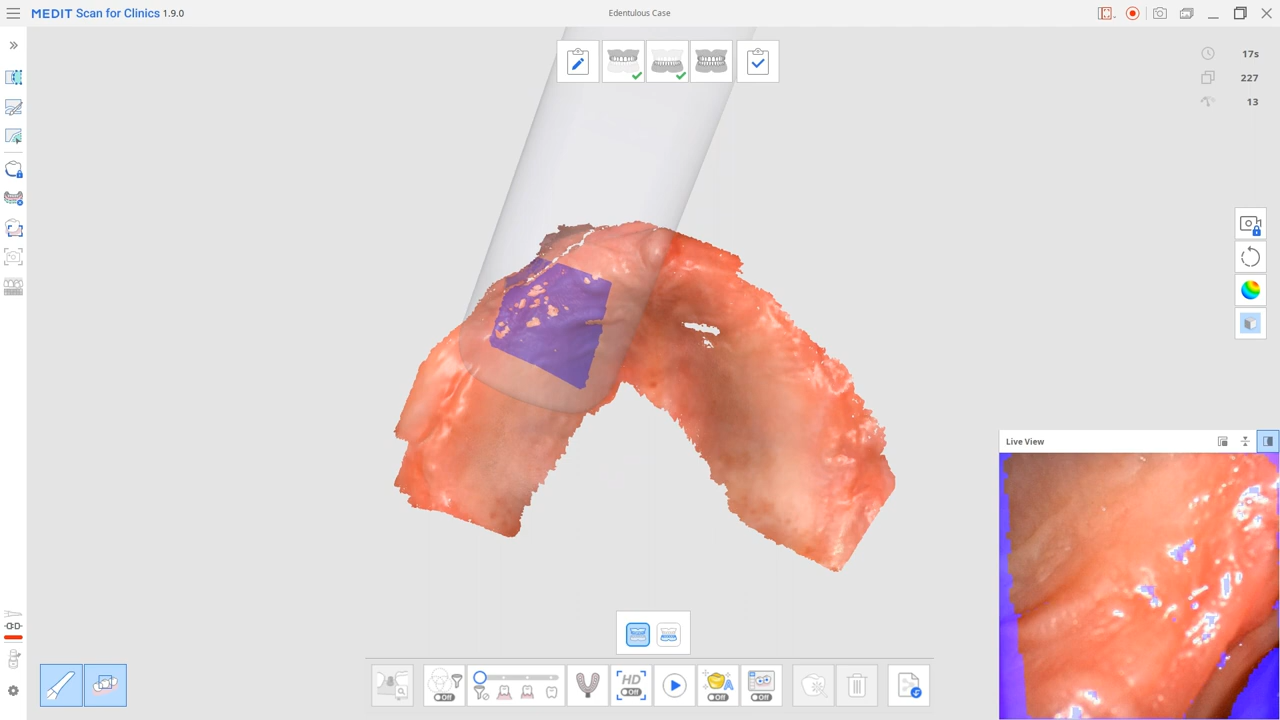 MEDIT Scan for Clinics 1.9.0
Edentulous Case
17s
227
13
Live View
Off
HD
Off
A
Off
Off